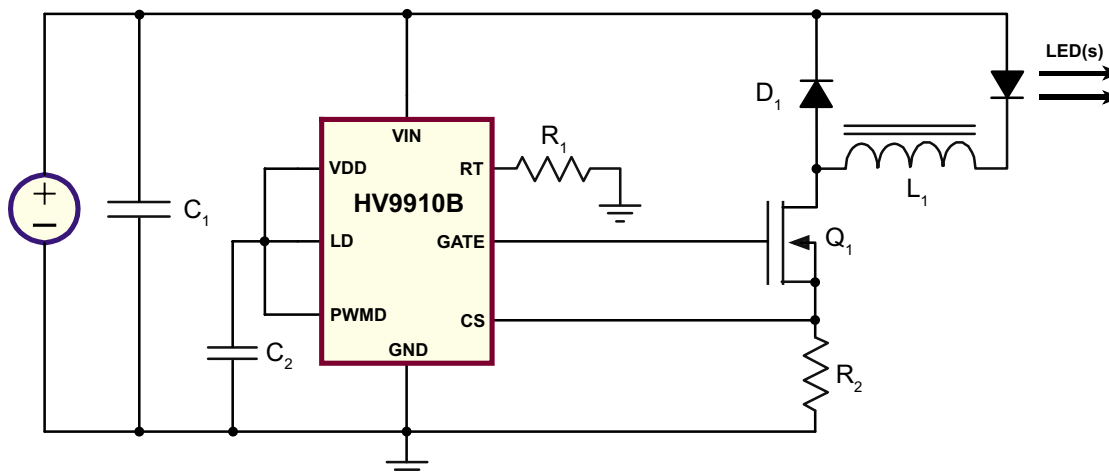 LED(s)
D₁
VIN
R₁
VDD
RT
HV9910B
L₁
C₁
LD
GATE
Q₁
PWMD
CS
C₂
GND
R₂